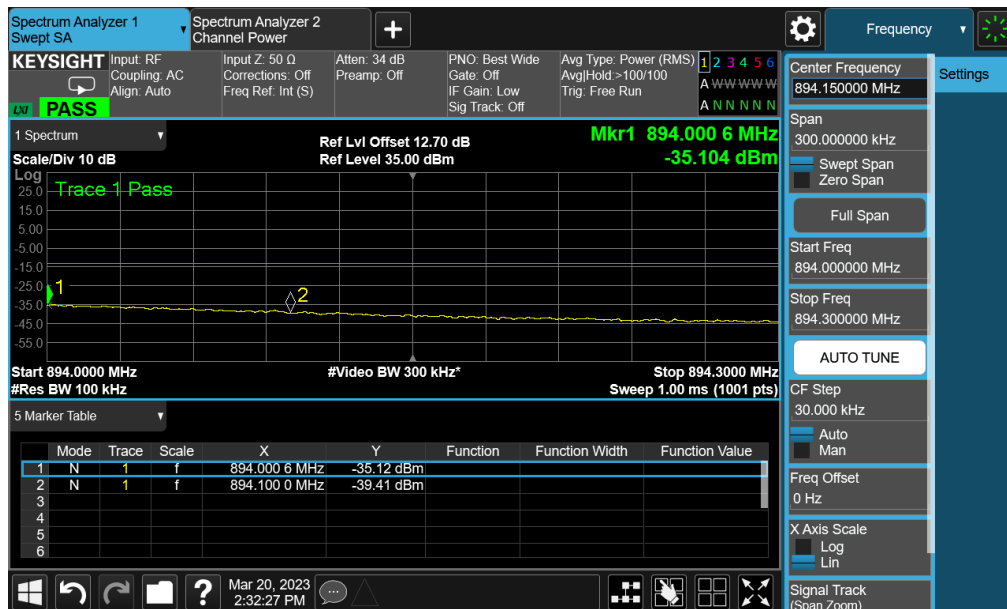 Spectrum Analyzer 1
Swept SA
Spectrum Analyzer 2
Channel Power
Frequency
KEYSIGHT
Input: RF
Coupling: AC
Align: Auto
Input Z: 50 Ω
Corrections: Off
Freq Ref: Int (S)
Atten: 34 dB
Preamp: Off
PNO: Best Wide
Gate: Off
IF Gain: Low
Sig Track: Off
Avg Type: Power (RMS)
Avg|Hold:>100/100
Trig: Free Run
1 2 3 4 5 6
A W W W W W
A N N N N N
LXI PASS
1 Spectrum
Scale/Div 10 dB
Ref Lvl Offset 12.70 dB
Ref Level 35.00 dBm
Mkr1 894.000 6 MHz
-35.104 dBm
Log
Trace 1 Pass
25.0
15.0
5.00
-5.00
-15.0
-25.0
-35.0
-45.0
-55.0
1
2
Start 894.0000 MHz
#Res BW 100 kHz
#Video BW 300 kHz*
Stop 894.3000 MHz
Sweep 1.00 ms (1001 pts)
5 Marker Table
Mode Trace Scale X Y Function Function Width Function Value
1 N 1 f 894.000 6 MHz -35.12 dBm
2 N 1 f 894.100 0 MHz -39.41 dBm
3
4
5
6
Mar 20, 2023
2:32:27 PM
Center Frequency
894.150000 MHz
Settings
Span
300.000000 kHz
Swept Span
Zero Span
Full Span
Start Freq
894.000000 MHz
Stop Freq
894.300000 MHz
AUTO TUNE
CF Step
30.000 kHz
Auto
Man
Freq Offset
0 Hz
X Axis Scale
Log
Lin
Signal Track
(Span Zoom)